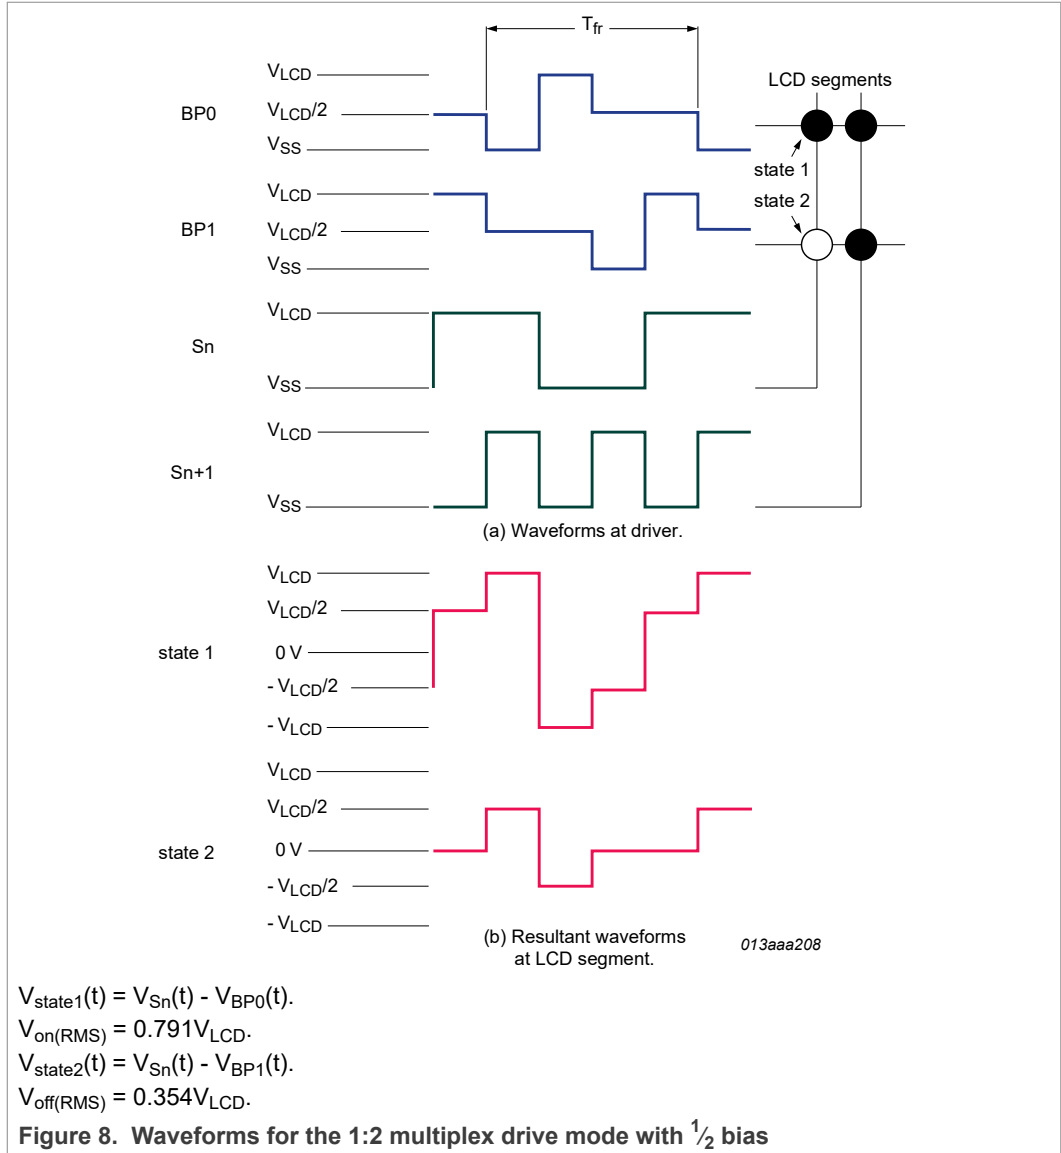 Tfr
VLCD
LCD segments
BP0
VLCD/2
VSS
state 1
VLCD
state 2
BP1
VLCD/2
VSS
VLCD
Sn
VSS
VLCD
Sn+1
VSS
(a) Waveforms at driver.
VLCD
VLCD/2
state 1
0 V
- VLCD/2
- VLCD
VLCD
VLCD/2
state 2
0 V
- VLCD/2
- VLCD
(b) Resultant waveforms
at LCD segment.
013aaa208
Vstate1(t) = VSn(t) - VBP0(t).
Von(RMS) = 0.791VLCD.
Vstate2(t) = VSn(t) - VBP1(t).
Voff(RMS) = 0.354VLCD.
Figure 8. Waveforms for the 1:2 multiplex drive mode with 1/2 bias